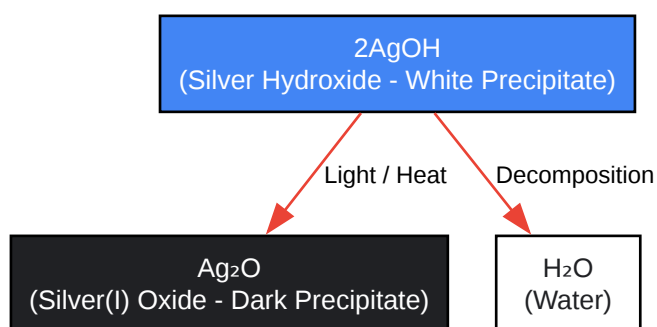 2AgOH
(Silver Hydroxide - White Precipitate)
Light / Heat
Decomposition
Ag₂O
(Silver(I) Oxide - Dark Precipitate)
H₂O
(Water)